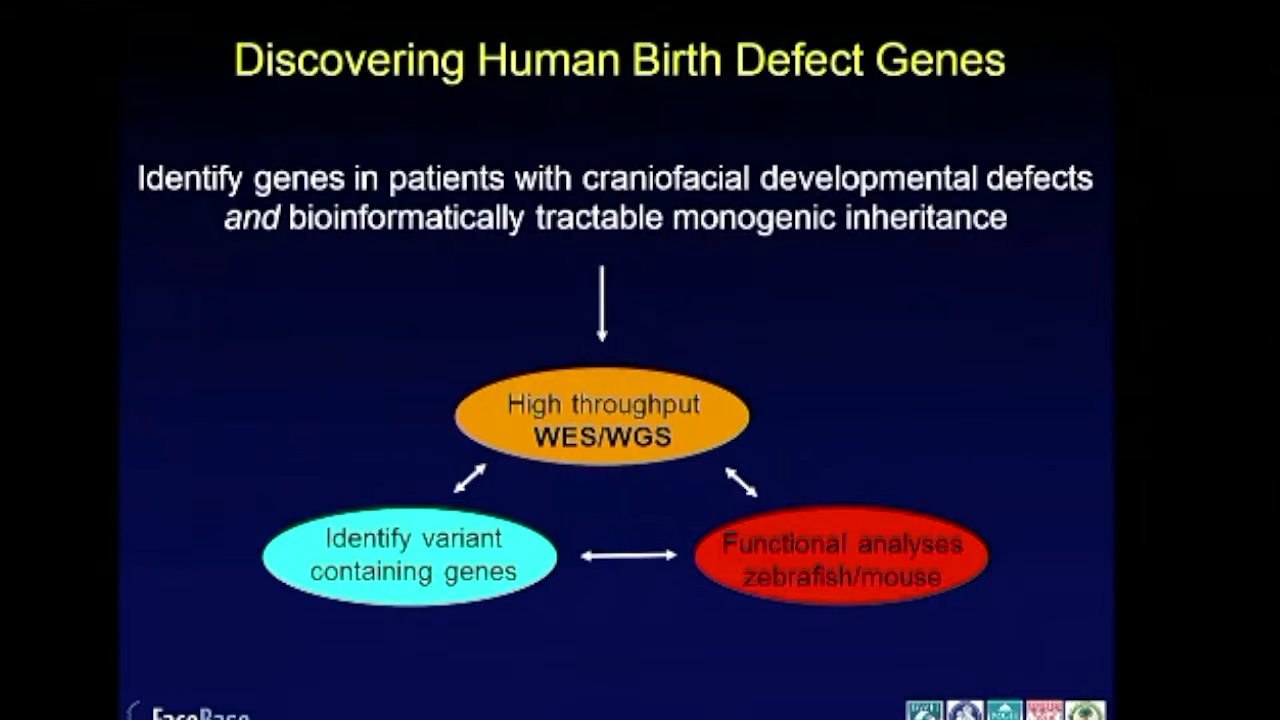 Discovering Human Birth Defect Genes
Identify genes in patients with craniofacial developmental defects
and bioinformatically tractable monogenic inheritance
High throughput
WES/WGS
Identify variant
containing genes
Functional analyses
zebrafish/mouse
FaceBase